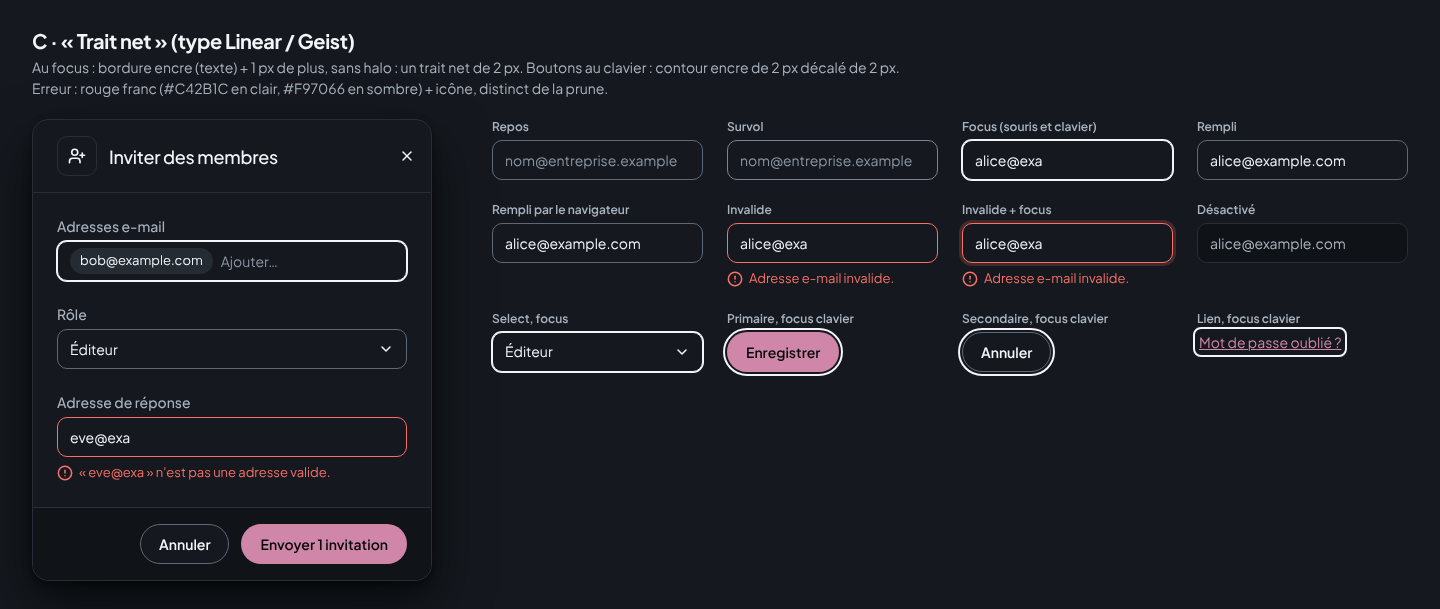 C · « Trait net » (type Linear / Geist)
Au focus : bordure encre (texte) + 1 px de plus, sans halo : un trait net de 2 px. Boutons au clavier : contour encre de 2 px décalé de 2 px.
Erreur : rouge franc (#C42B1C en clair, #F97066 en sombre) + icône, distinct de la prune.
Inviter des membres
Adresses e-mail
bob@example.com Ajouter…
Rôle
Éditeur
Adresse de réponse
eve@exa
« eve@exa » n'est pas une adresse valide.
Annuler Envoyer 1 invitation
Repos Survol Focus (souris et clavier) Rempli
nom@entreprise.example nom@entreprise.example alice@exa alice@example.com
Rempli par le navigateur Invalide Invalide + focus Désactivé
alice@example.com alice@exa alice@exa alice@example.com
Adresse e-mail invalide. Adresse e-mail invalide.
Select, focus Primaire, focus clavier Secondaire, focus clavier Lien, focus clavier
Éditeur Enregistrer Annuler Mot de passe oublié ?